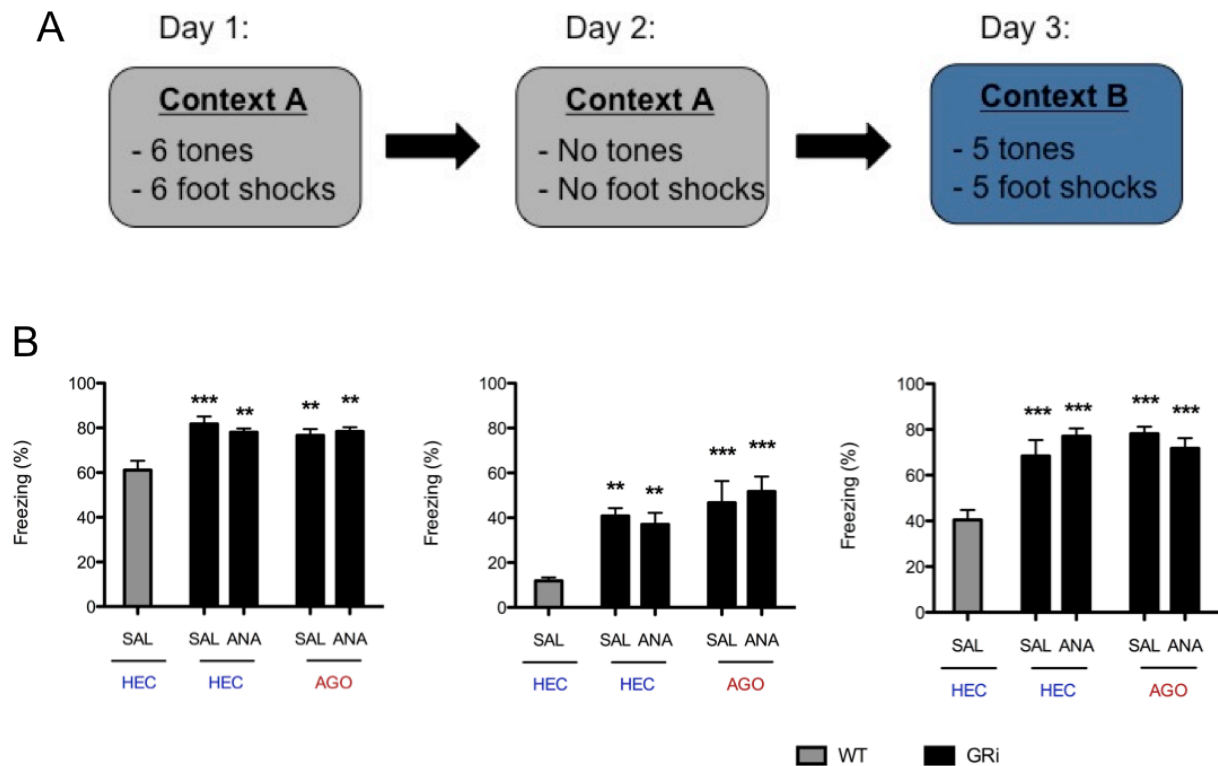 A
Day 1:
Day 2:
Day 3:
Context A
- 6 tones
- 6 foot shocks
Context A
- No tones
- No foot shocks
Context B
- 5 tones
- 5 foot shocks
B
Freezing (%)
100
80
60
40
20
0
***
**
**
**
SAL
SAL ANA
SAL ANA
HEC
HEC
AGO
Freezing (%)
100
80
60
40
20
0
**
**
***
***
SAL
SAL ANA
SAL ANA
HEC
HEC
AGO
Freezing (%)
100
80
60
40
20
0
***
***
***
***
SAL
SAL ANA
SAL ANA
HEC
HEC
AGO
WT
GRi